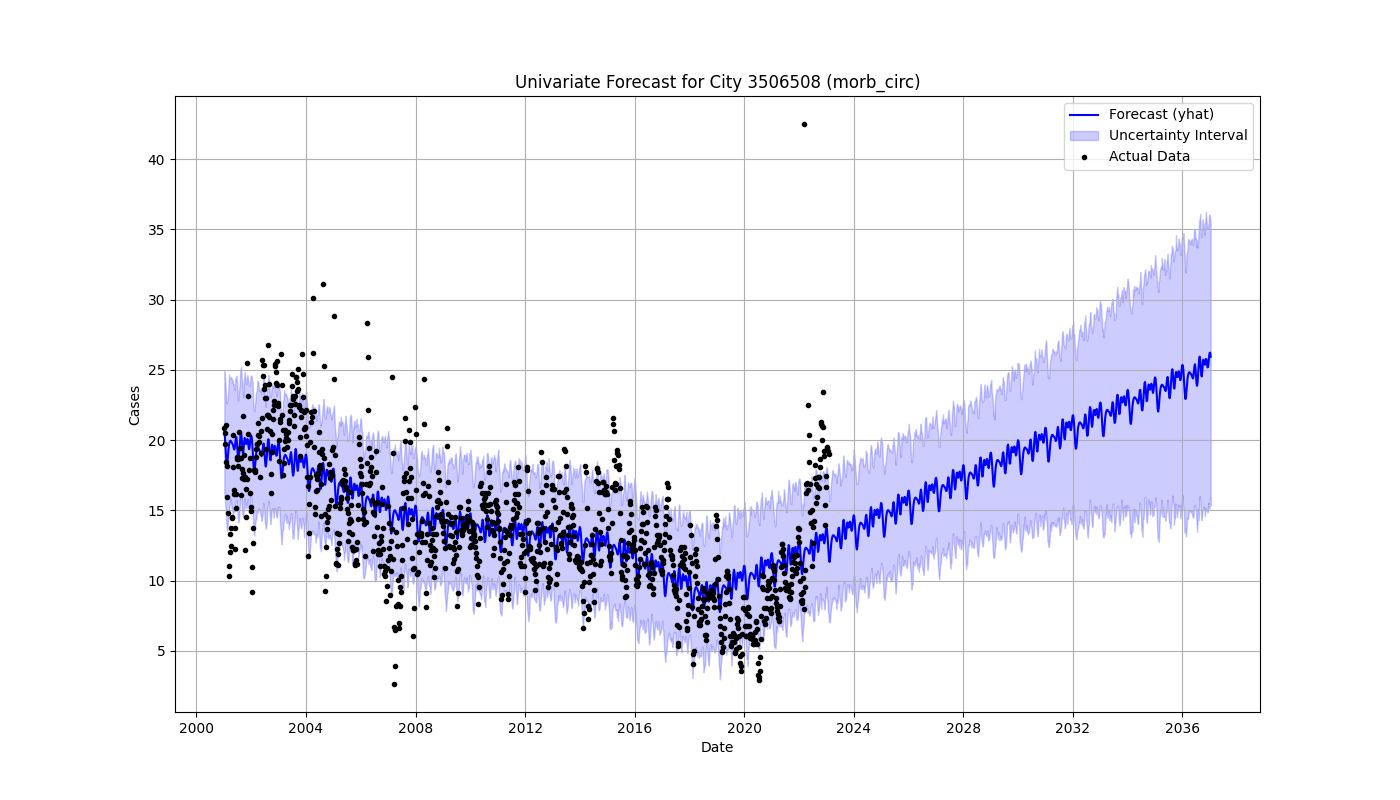 Univariate Forecast for City 3506508 (morb_circ)
Forecast (yhat)
Uncertainty Interval
Actual Data
Cases
40
35
30
25
20
15
10
5
2000 2004 2008 2012 2016 2020 2024 2028 2032 2036
Date